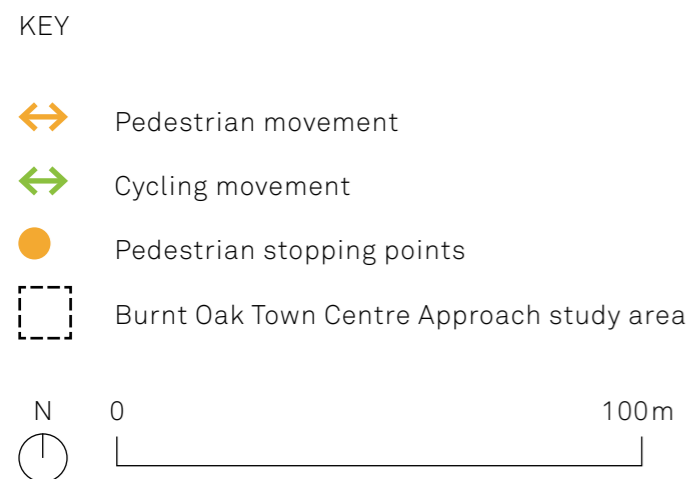 KEY
Pedestrian movement
Cycling movement
Pedestrian stopping points
Burnt Oak Town Centre Approach study area
N 0 100m